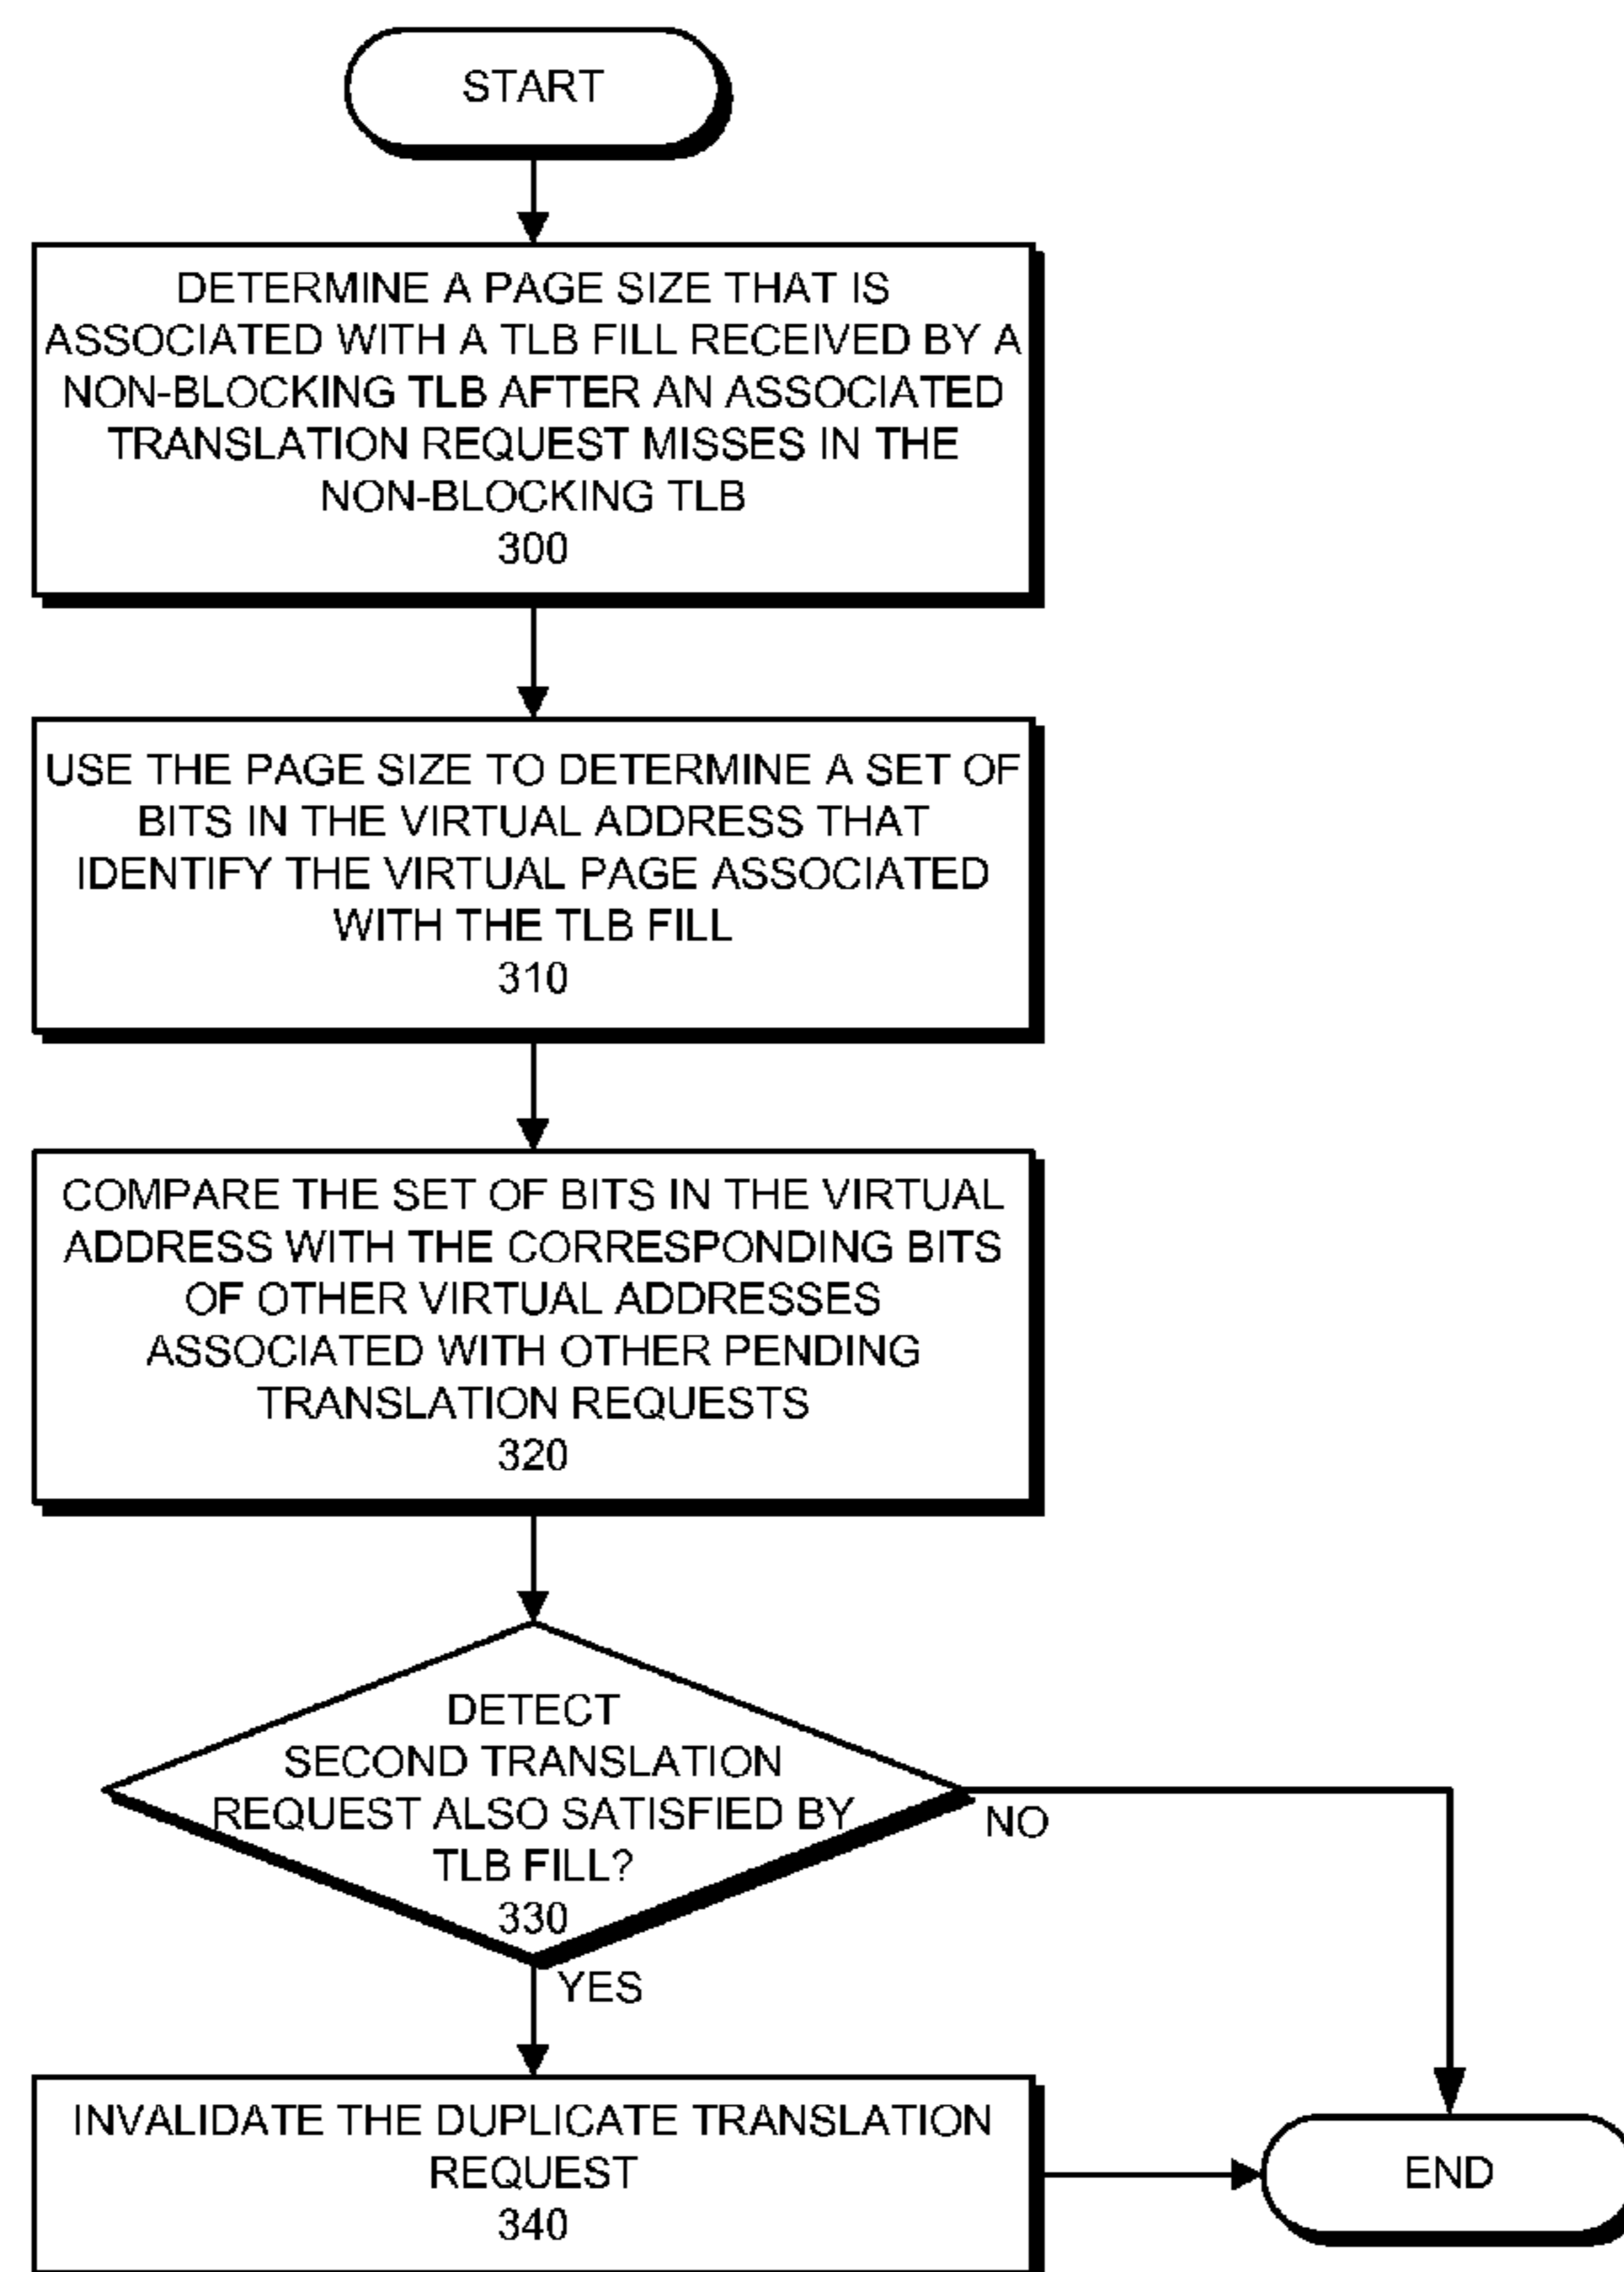 START
DETERMINE A PAGE SIZE THAT IS
ASSOCIATED WITH A TLB FILL RECEIVED BY A
NON-BLOCKING TLB AFTER AN ASSOCIATED
TRANSLATION REQUEST MISSES IN THE
NON-BLOCKING TLB
300
USE THE PAGE SIZE TO DETERMINE A SET OF
BITS IN THE VIRTUAL ADDRESS THAT
IDENTIFY THE VIRTUAL PAGE ASSOCIATED
WITH THE TLB FILL
310
COMPARE THE SET OF BITS IN THE VIRTUAL
ADDRESS WITH THE CORRESPONDING BITS
OF OTHER VIRTUAL ADDRESSES
ASSOCIATED WITH OTHER PENDING
TRANSLATION REQUESTS
320
DETECT
SECOND TRANSLATION
REQUEST ALSO SATISFIED BY
TLB FILL?
330
NO
YES
INVALIDATE THE DUPLICATE TRANSLATION
REQUEST
340
END